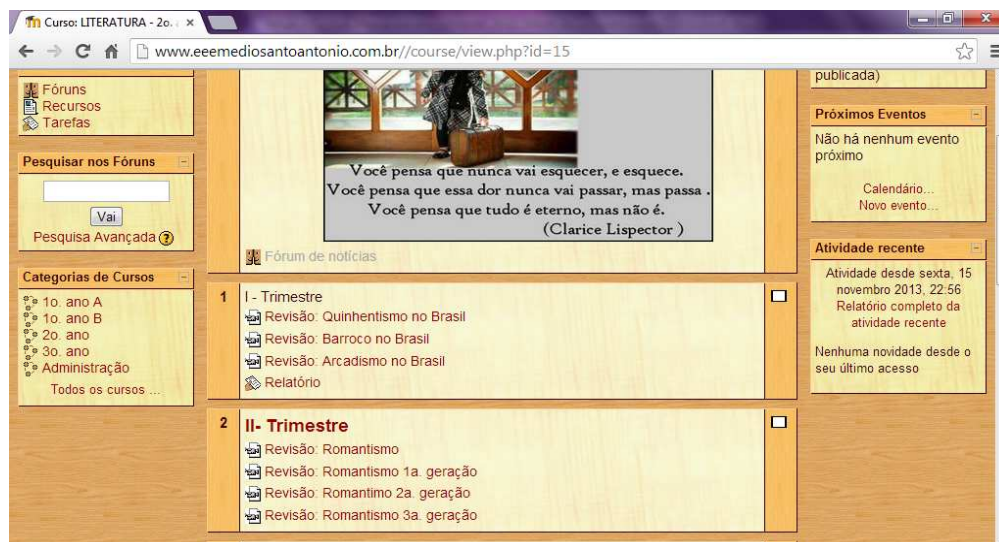 Curso: LITERATURA - 2o.
www.eeemediosantoantonio.com.br//course/view.php?id=15
Fóruns
Recursos
Tarefas
Pesquisar nos Fóruns
Vai
Pesquisa Avançada ?
Categorias de Cursos
1o. ano A
1o. ano B
2o. ano
3o. ano
Administração
Todos os cursos ...
Você pensa que nunca vai esquecer, e esquece.
Você pensa que essa dor nunca vai passar, mas passa .
Você pensa que tudo é eterno, mas não é.
(Clarice Lispector )
Fórum de notícias
1
I - Trimestre
Revisão: Quinhentismo no Brasil
Revisão: Barroco no Brasil
Revisão: Arcadismo no Brasil
Relatório
2
II- Trimestre
Revisão: Romantismo
Revisão: Romantismo 1a. geração
Revisão: Romantimo 2a. geração
Revisão: Romantismo 3a. geração
publicada)
Próximos Eventos
Não há nenhum evento
próximo
Calendário...
Novo evento...
Atividade recente
Atividade desde sexta, 15
novembro 2013, 22:56
Relatório completo da
atividade recente
Nenhuma novidade desde o
seu último acesso